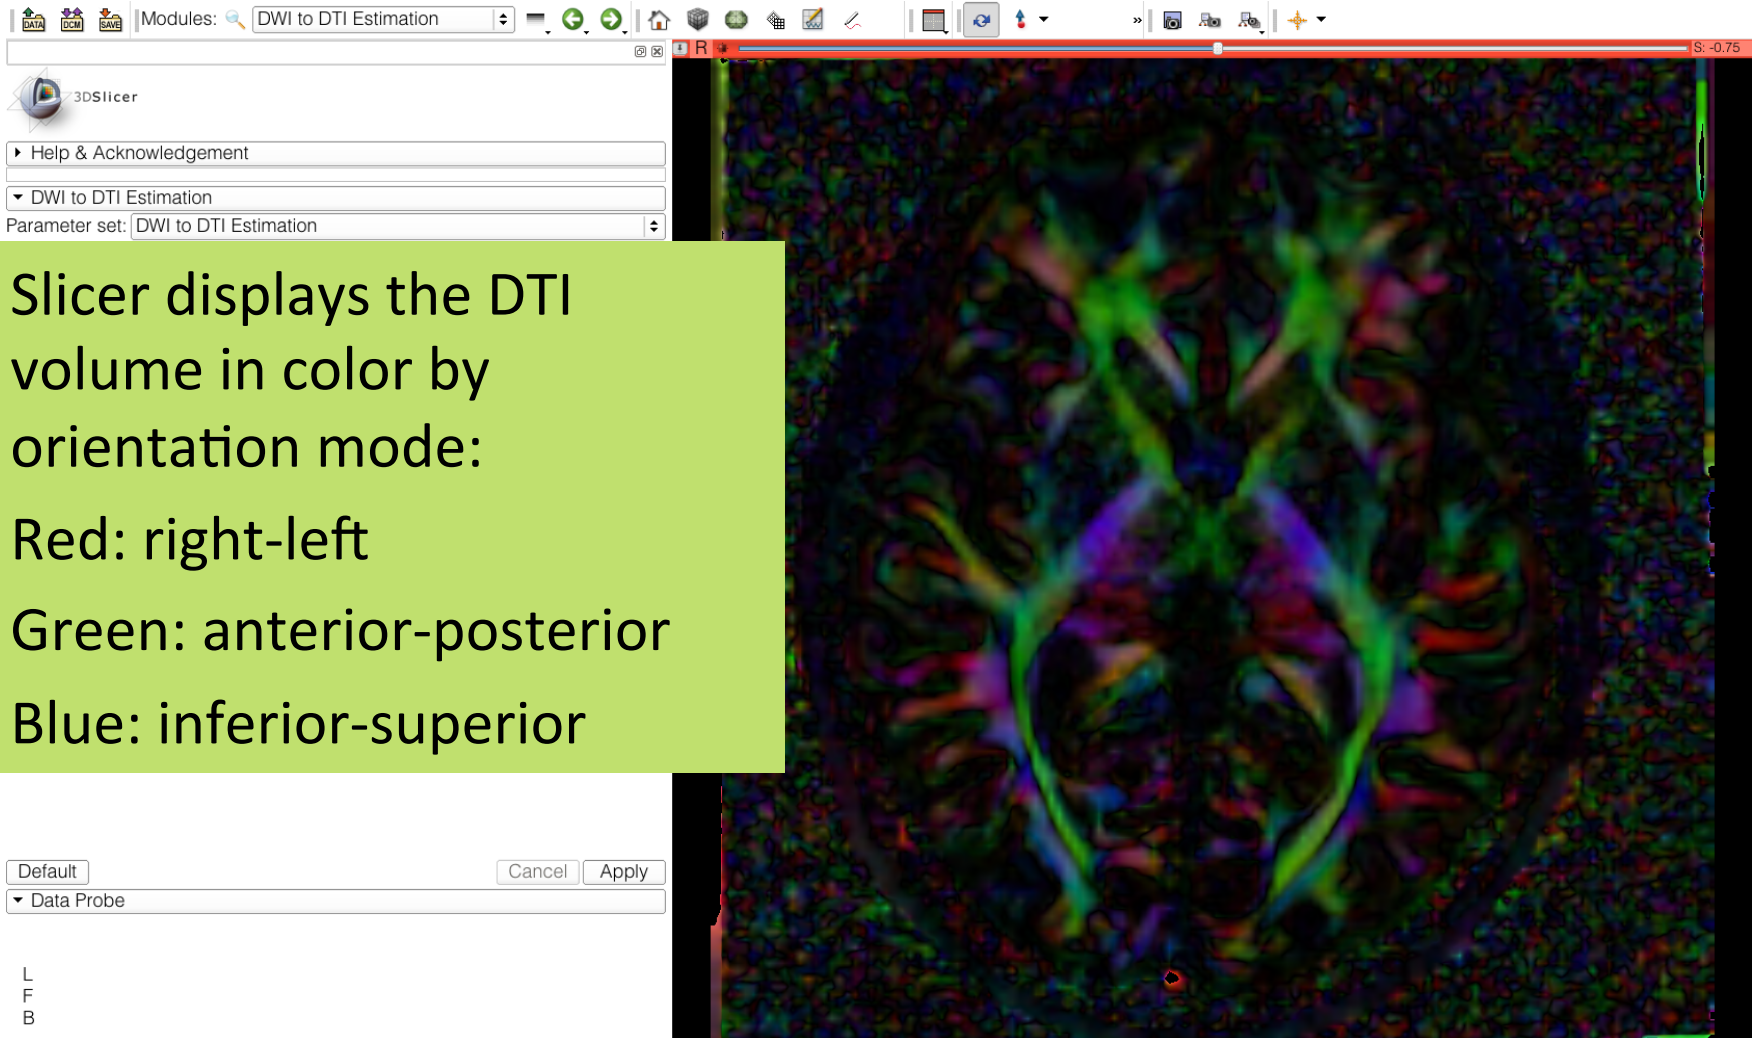 DATA DCM SAVE Modules: DWI to DTI Estimation »
R S: -0.75
3DSlicer
Help & Acknowledgement
DWI to DTI Estimation
Parameter set: DWI to DTI Estimation
Slicer displays the DTI
volume in color by
orientation mode:
Red: right-left
Green: anterior-posterior
Blue: inferior-superior
Default Cancel Apply
Data Probe
L
F
B